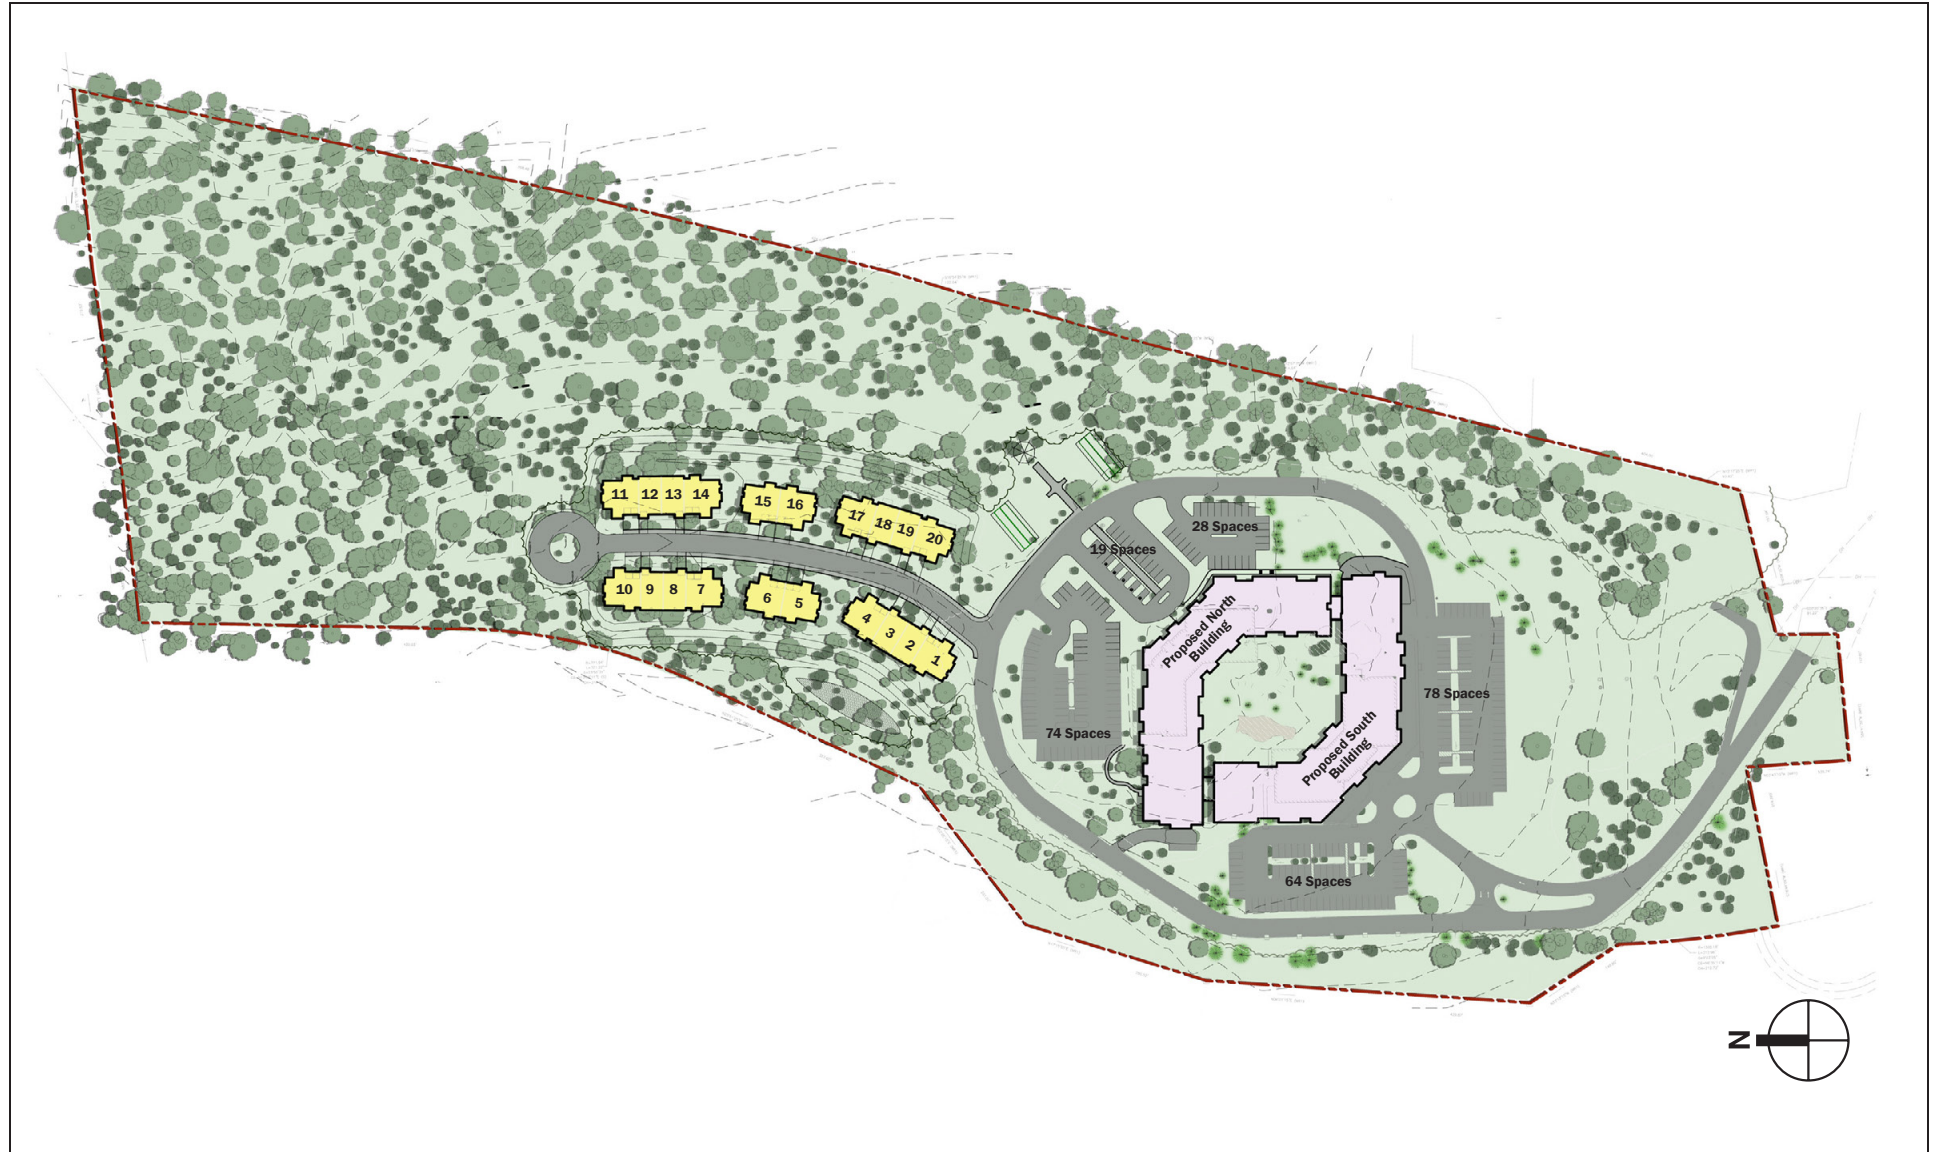 11 12 13 14
15 16
17 18 19 20
10 9 8 7
6 5
4 3 2 1
28 Spaces
19 Spaces
Proposed North
Building
78 Spaces
74 Spaces
Proposed South
Building
64 Spaces
N